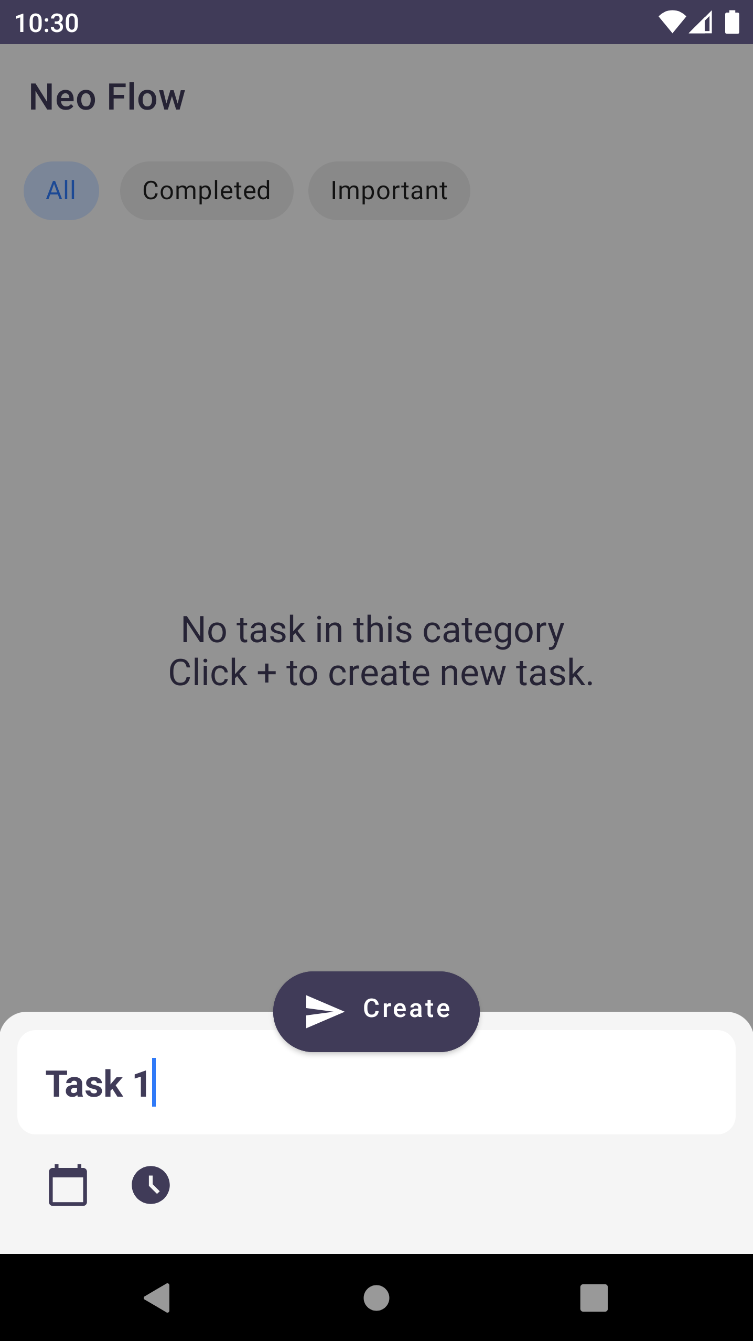 10:30
Neo Flow
All Completed Important
No task in this category
Click + to create new task.
Create
Task 1